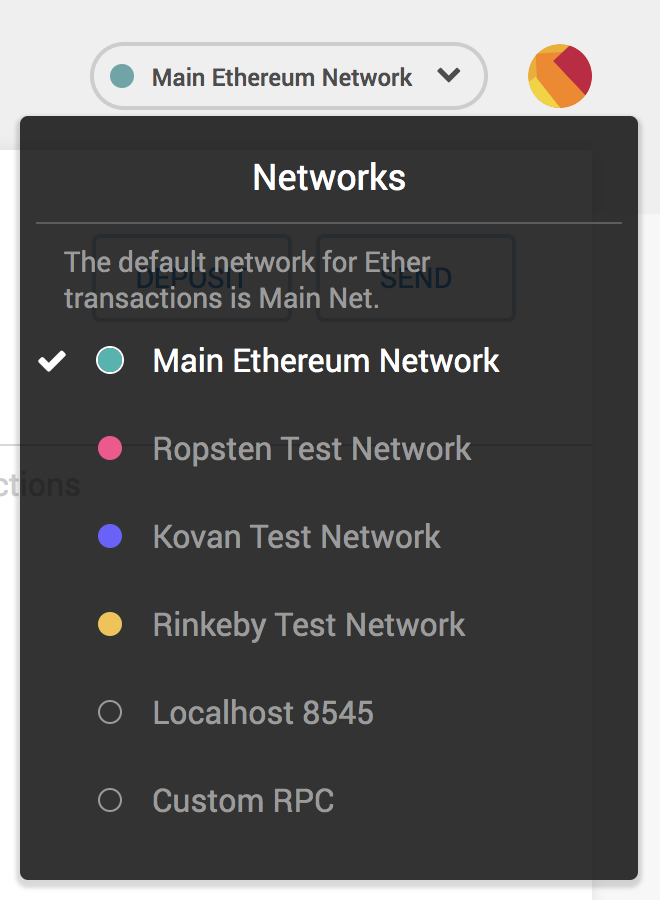 Main Ethereum Network
Networks
The default network for Ether
transactions is Main Net.
DEPOSIT
SEND
Main Ethereum Network
Ropsten Test Network
ctions
Kovan Test Network
Rinkeby Test Network
Localhost 8545
Custom RPC